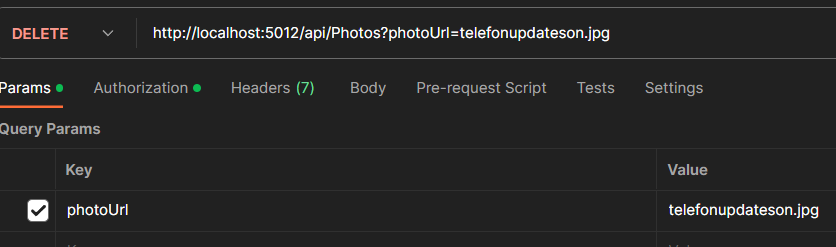 DELETE http://localhost:5012/api/Photos?photoUrl=telefonupdateson.jpg
Params Authorization Headers (7) Body Pre-request Script Tests Settings
Query Params
Key Value
photoUrl telefonupdateson.jpg